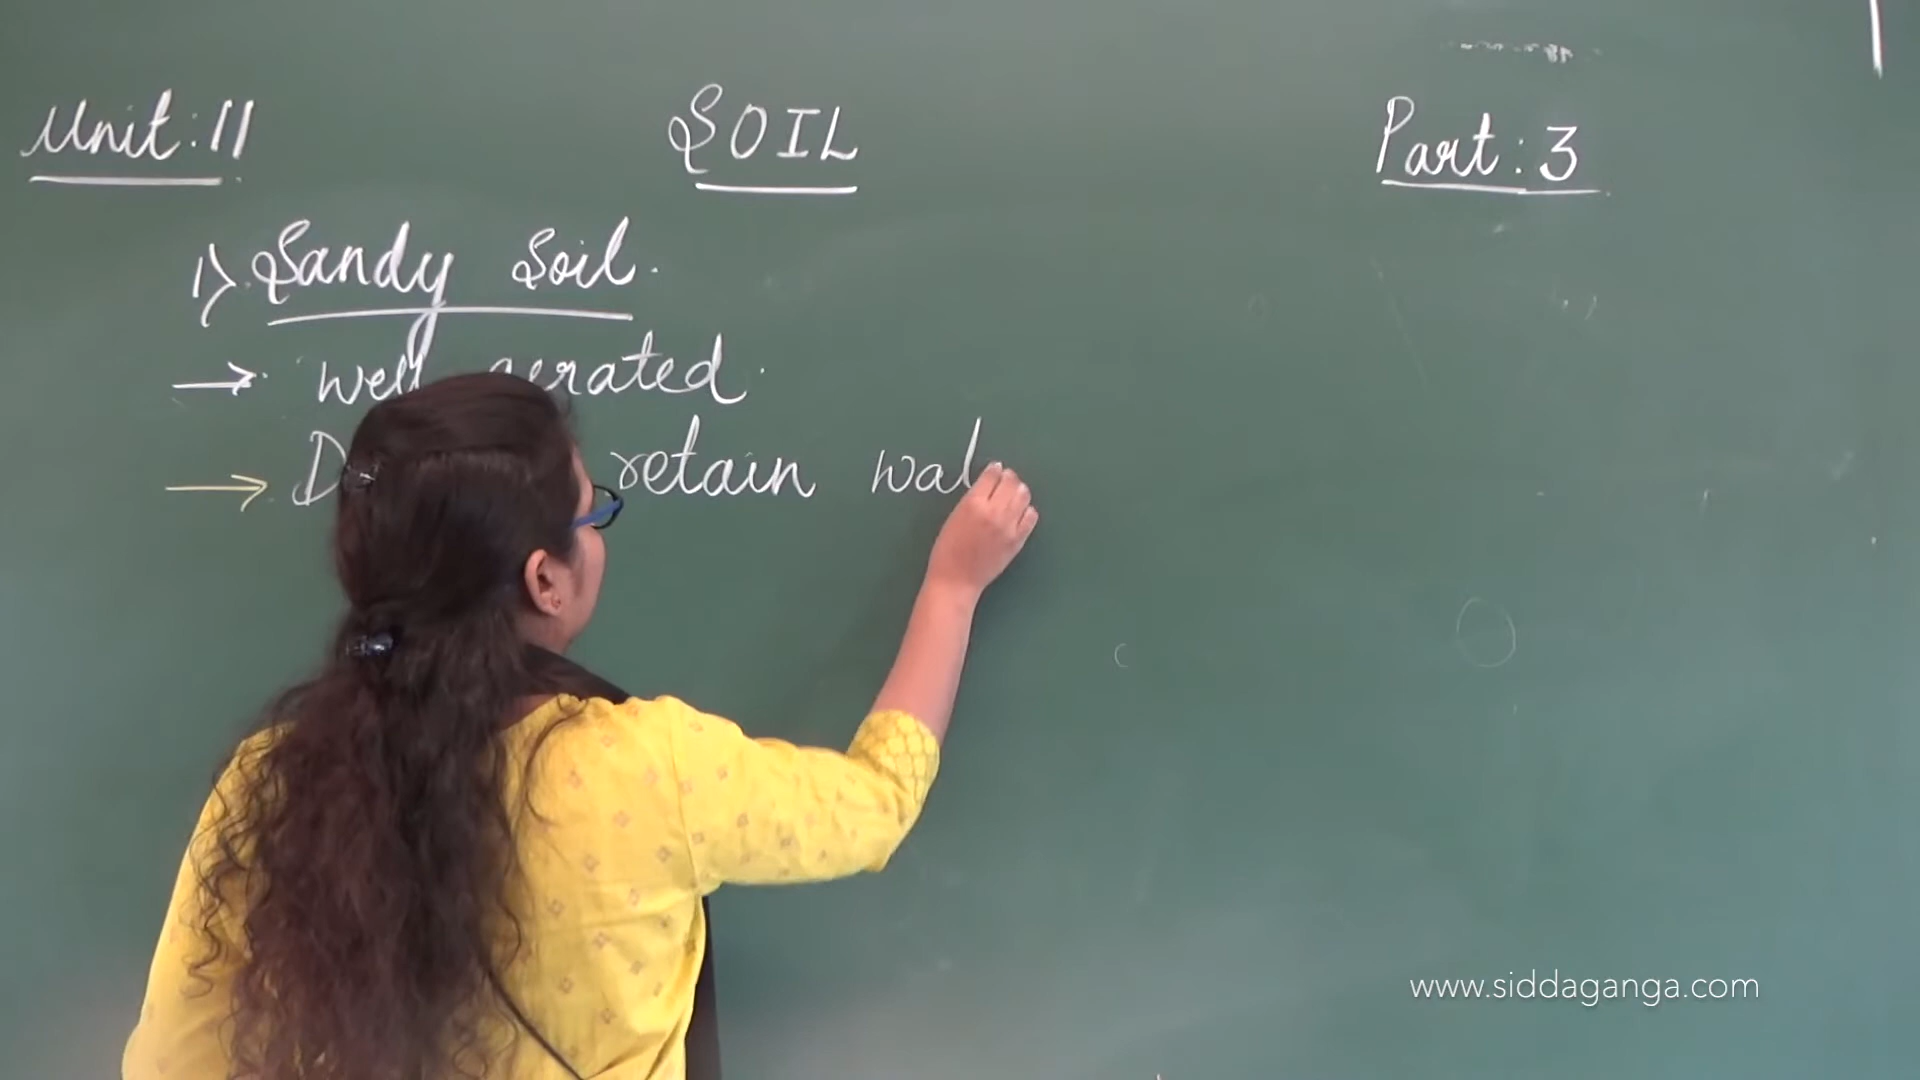 Unit: 11 SOIL Part: 3
1) Sandy Soil.
→ Well aerated.
→ retain wat
www.siddaganga.com